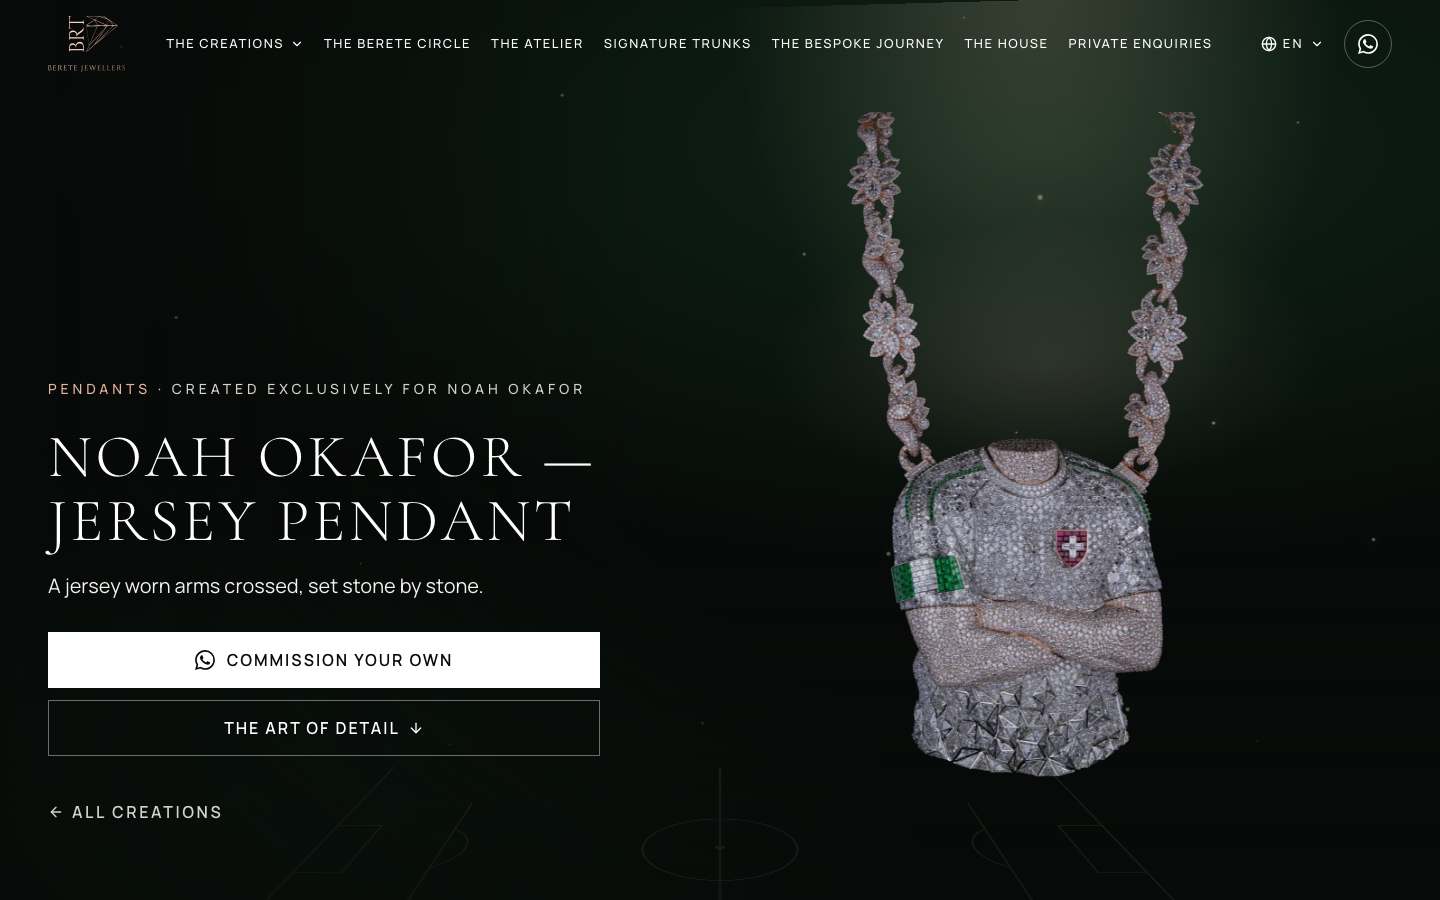 BRT
BERETE JEWELLERS
THE CREATIONS
THE BERETE CIRCLE
THE ATELIER
SIGNATURE TRUNKS
THE BESPOKE JOURNEY
THE HOUSE
PRIVATE ENQUIRIES
EN
PENDANTS · CREATED EXCLUSIVELY FOR NOAH OKAFOR
NOAH OKAFOR —
JERSEY PENDANT
A jersey worn arms crossed, set stone by stone.
COMMISSION YOUR OWN
THE ART OF DETAIL ↓
← ALL CREATIONS